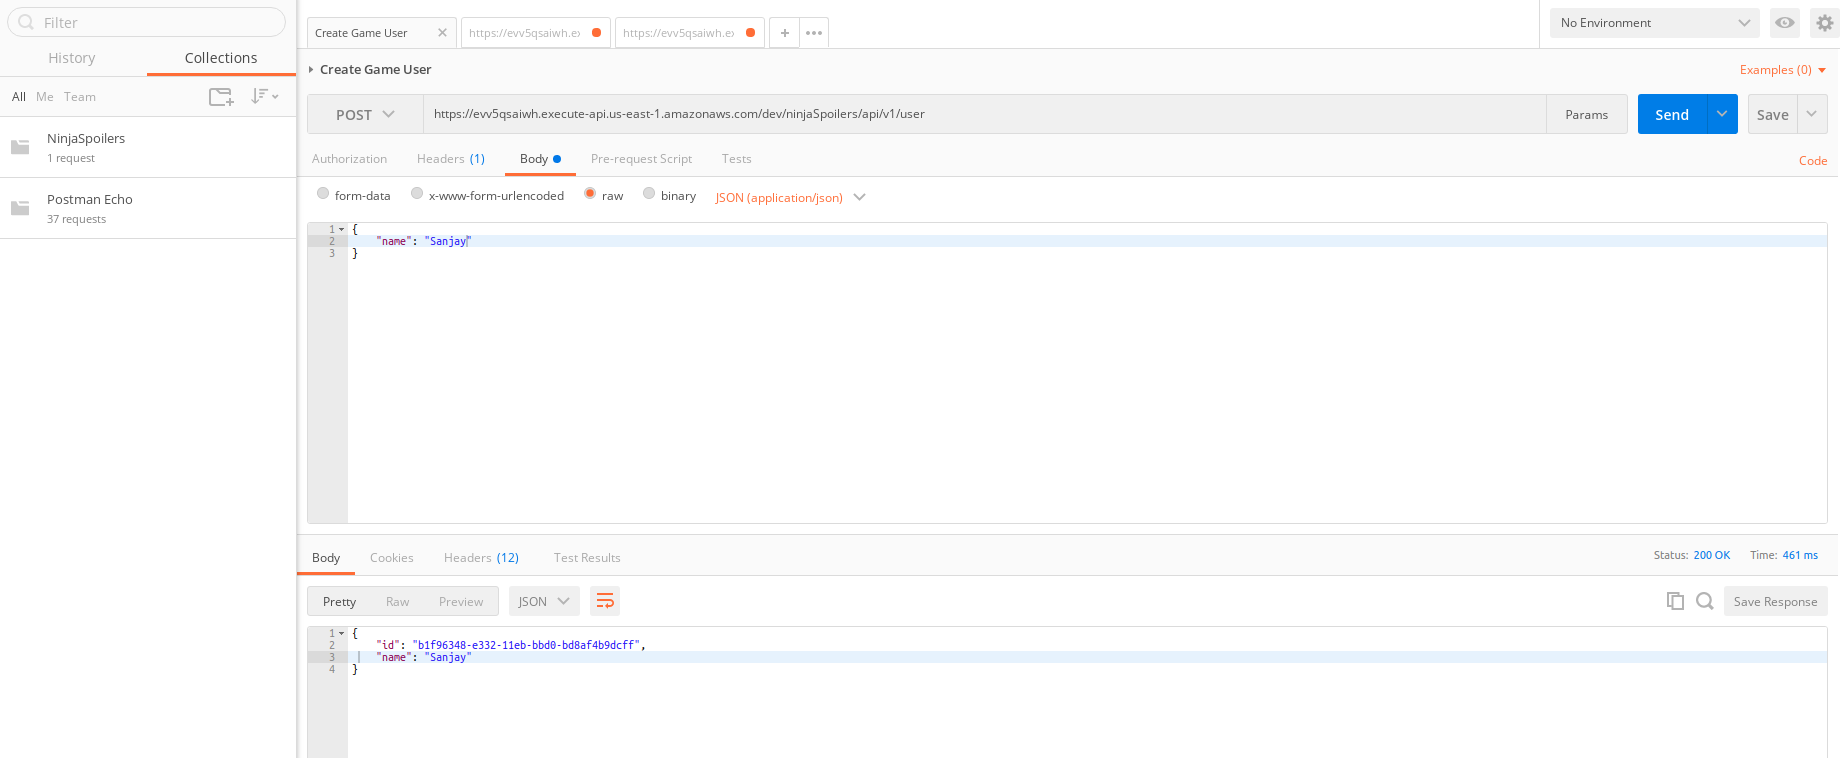 Filter
History Collections
All Me Team
NinjaSpoilers
1 request
Postman Echo
37 requests
Create Game User https://evv5qsaiwh.e https://evv5qsaiwh.e
No Environment
Create Game User
Examples (0)
POST https://evv5qsaiwh.execute-api.us-east-1.amazonaws.com/dev/ninjaSpoilers/api/v1/user Params Send Save
Authorization Headers (1) Body Pre-request Script Tests Code
form-data x-www-form-urlencoded raw binary JSON (application/json)
1 {
2 "name": "Sanjay"
3 }
Body Cookies Headers (12) Test Results Status: 200 OK Time: 461 ms
Pretty Raw Preview JSON Save Response
1 {
2 "id": "b1f96348-e332-11eb-bbd0-bd8af4b9dcff",
3 "name": "Sanjay"
4 }